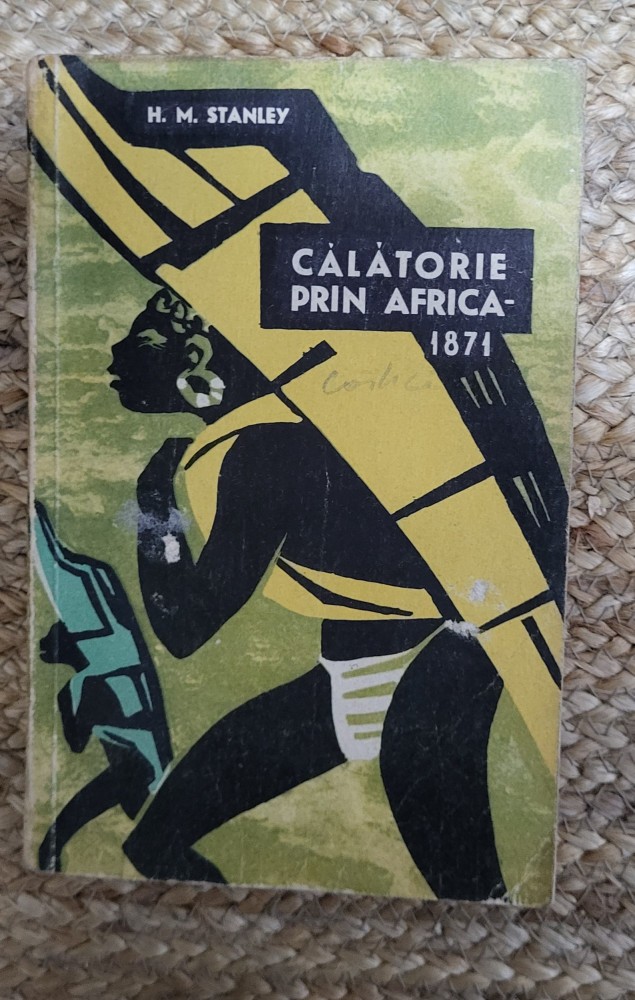 H. M. STANLEY
CĂLĂTORIE
PRIN AFRICA-
1871